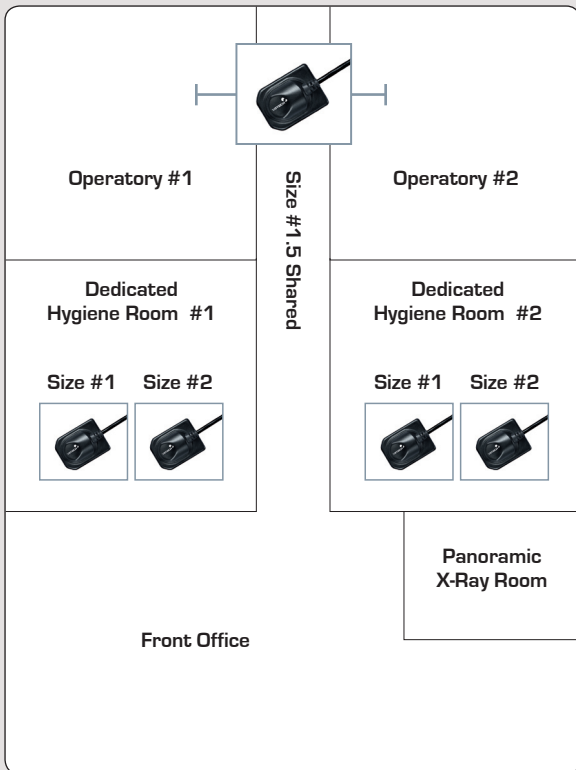 Operatory #1
Size #1.5 Shared
Operatory #2
Dedicated
Hygiene Room #1
Size #1 Size #2
Dedicated
Hygiene Room #2
Size #1 Size #2
Panoramic
X-Ray Room
Front Office